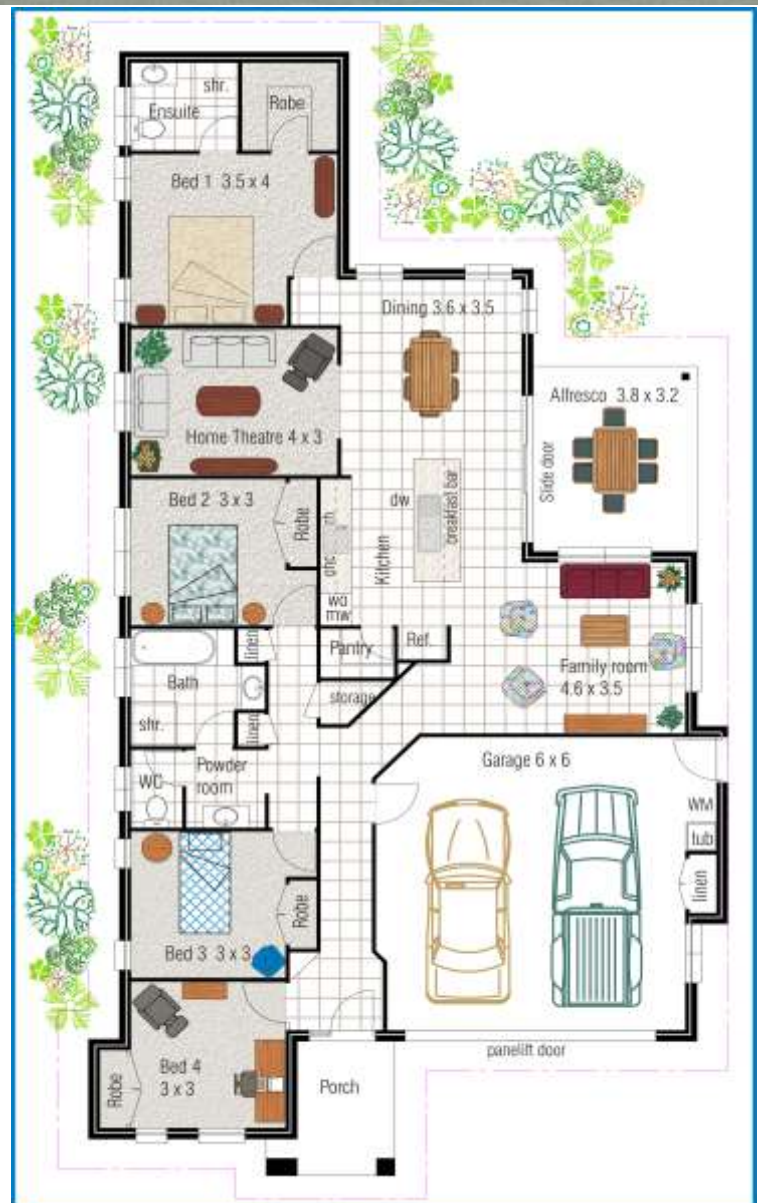 shr.
Ensuite
Robe
Bed 1 3.5 x 4
Dining 3.6 x 3.5
Alfresco 3.8 x 3.2
Home Theatre 4 x 3
Slide door
Bed 2 3 x 3
Robe
rh
ohc
wo
mw
Kitchen
dw
breakfast bar
Pantry
Ref.
linen
Bath
storage
Family room
4.6 x 3.5
shr.
linen
Garage 6 x 6
WC
Powder
room
WM
tub
linen
Robe
Bed 3 3 x 3
panelift door
Bed 4
3 x 3
Robe
Porch